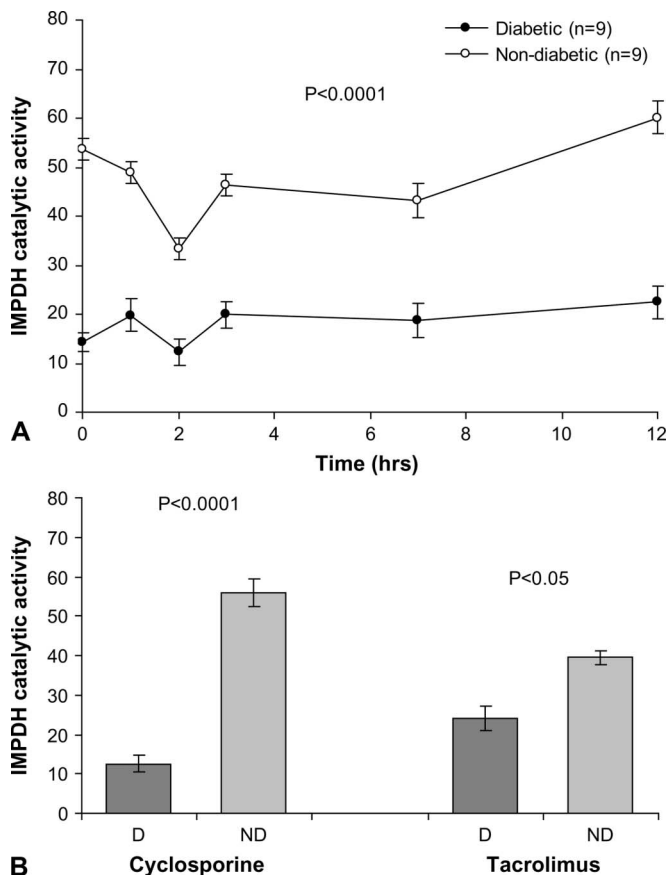 80
70
60
50
40
30
20
10
0
IMPDH catalytic activity
Diabetic (n=9)
Non-diabetic (n=9)
P<0.0001
0 2 4 6 8 10 12
Time (hrs)
A
80
70
60
50
40
30
20
10
0
IMPDH catalytic activity
P<0.0001
P<0.05
D ND D ND
Cyclosporine Tacrolimus
B